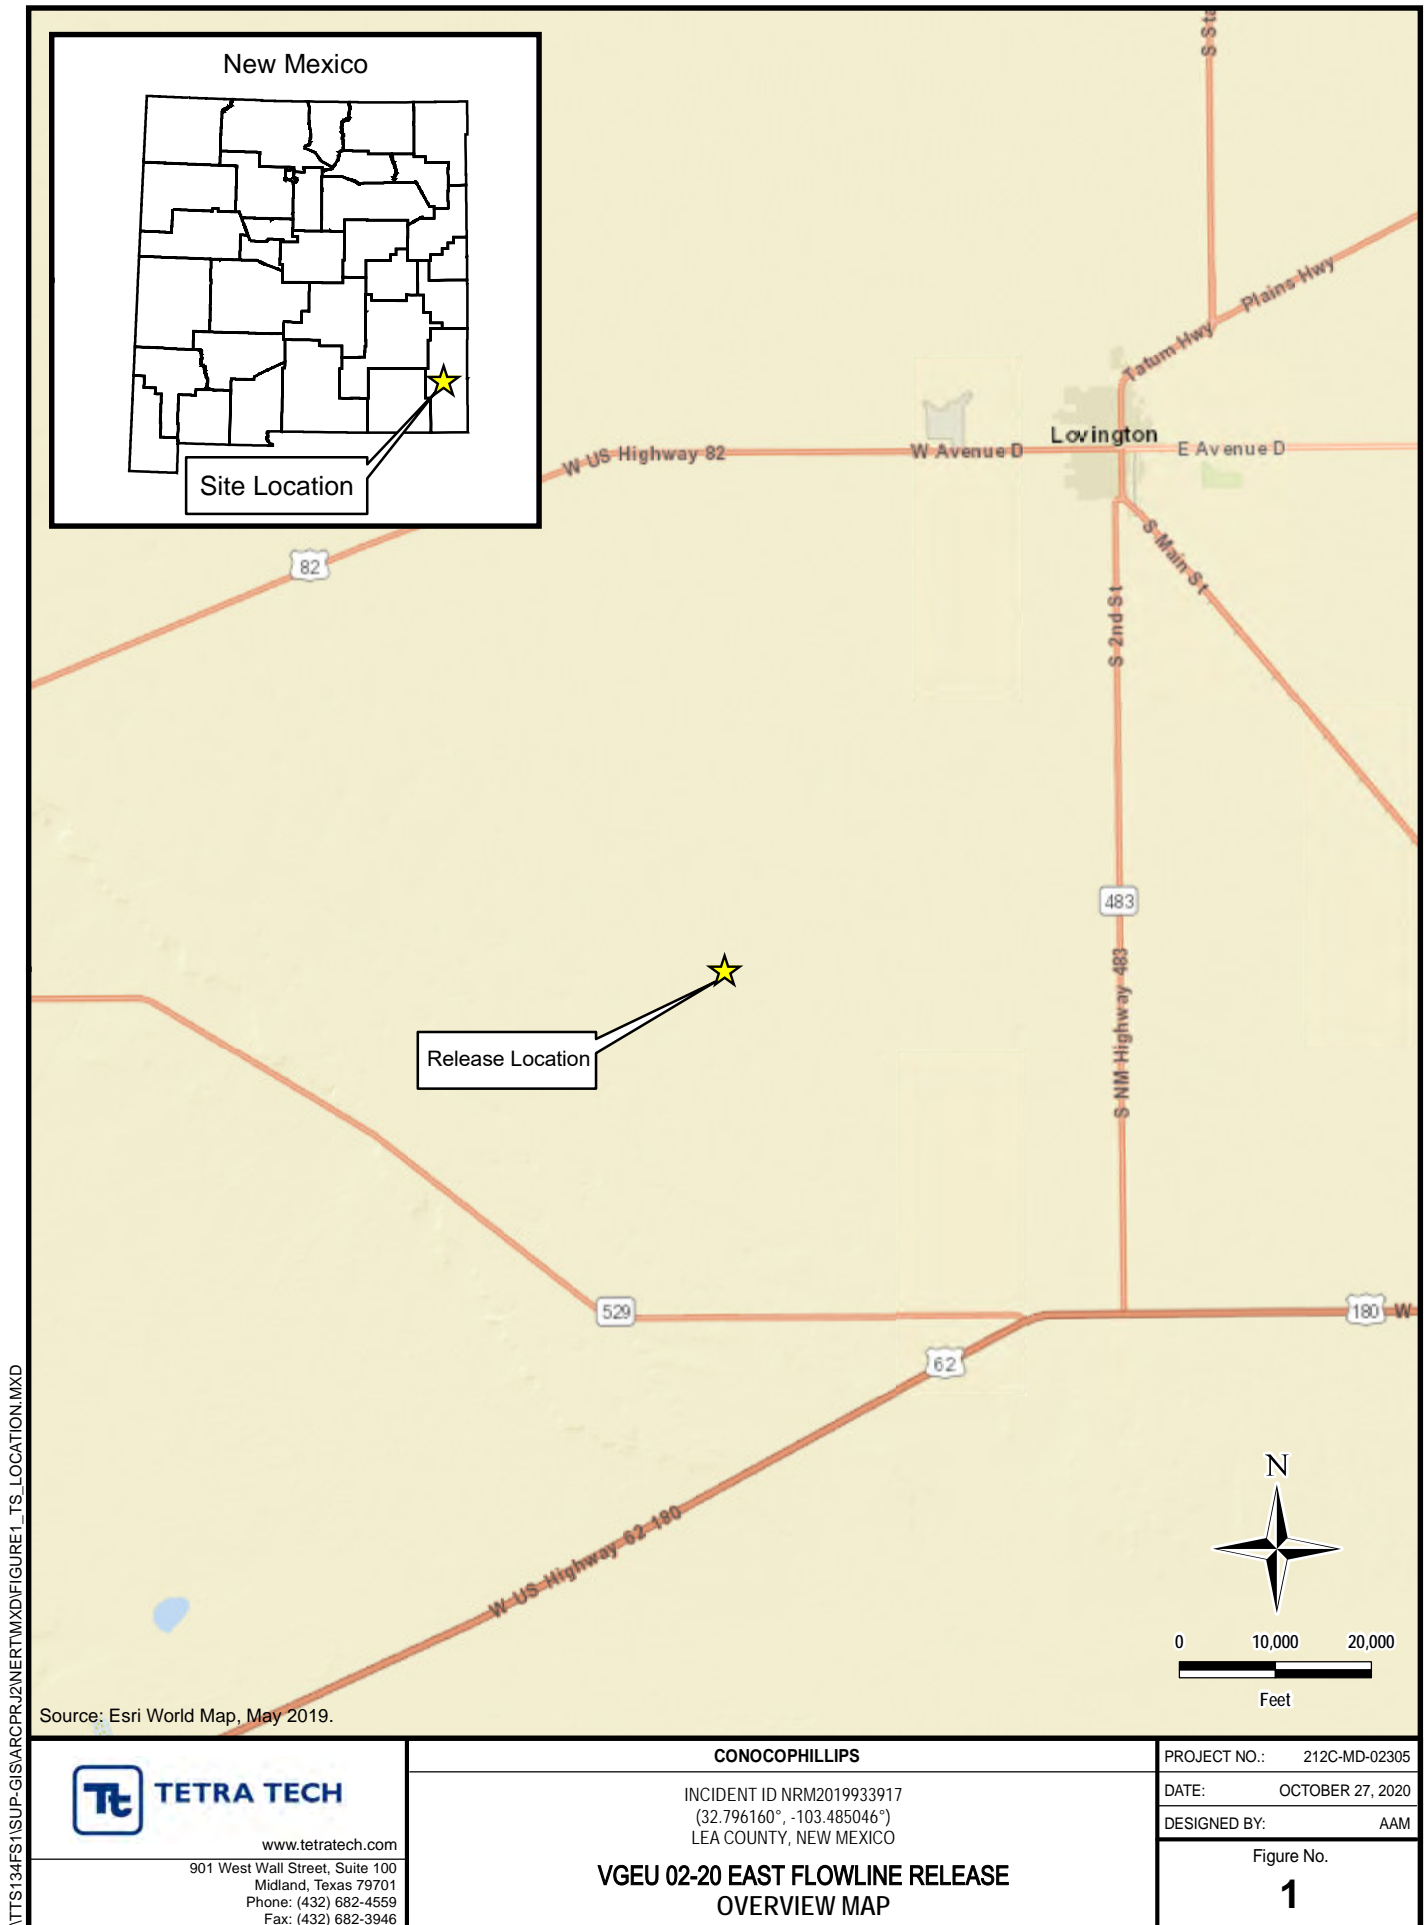 New Mexico
Site Location
S Sta
Plains Hwy
Tatum Hwy
Lovington
W US Highway 82
W Avenue D
E Avenue D
82
S Main St
S 2nd St
483
S NM Highway 483
Release Location
529
180
W
62
W US Highway 62-180
N
0 10,000 20,000
Feet
Source: Esri World Map, May 2019.
\TTS134FS1\SUP-GIS\ARCPRJ2\NERT\MXD\FIGURE1_TS_LOCATION.MXD
Tt TETRA TECH
www.tetratech.com
901 West Wall Street, Suite 100
Midland, Texas 79701
Phone: (432) 682-4559
Fax: (432) 682-3946
CONOCOPHILLIPS
INCIDENT ID NRM2019933917
(32.796160°, -103.485046°)
LEA COUNTY, NEW MEXICO
VGEU 02-20 EAST FLOWLINE RELEASE
OVERVIEW MAP
PROJECT NO.: 212C-MD-02305
DATE: OCTOBER 27, 2020
DESIGNED BY: AAM
Figure No.
1